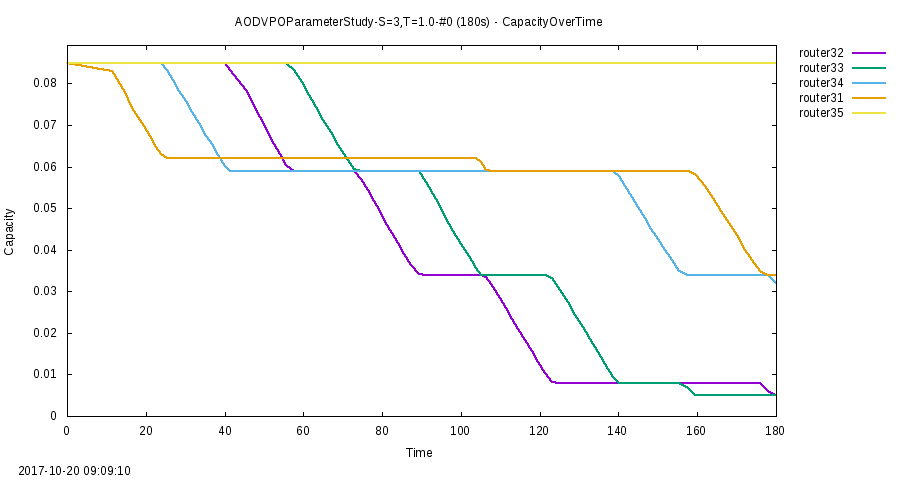 AODVPOParameterStudy-S=3,T=1.0-#0 (180s) - CapacityOverTime
router32
router33
router34
router31
router35
0.08
0.07
0.06
0.05
0.04
0.03
0.02
0.01
0
Capacity
0 20 40 60 80 100 120 140 160 180
Time
2017-10-20 09:09:10